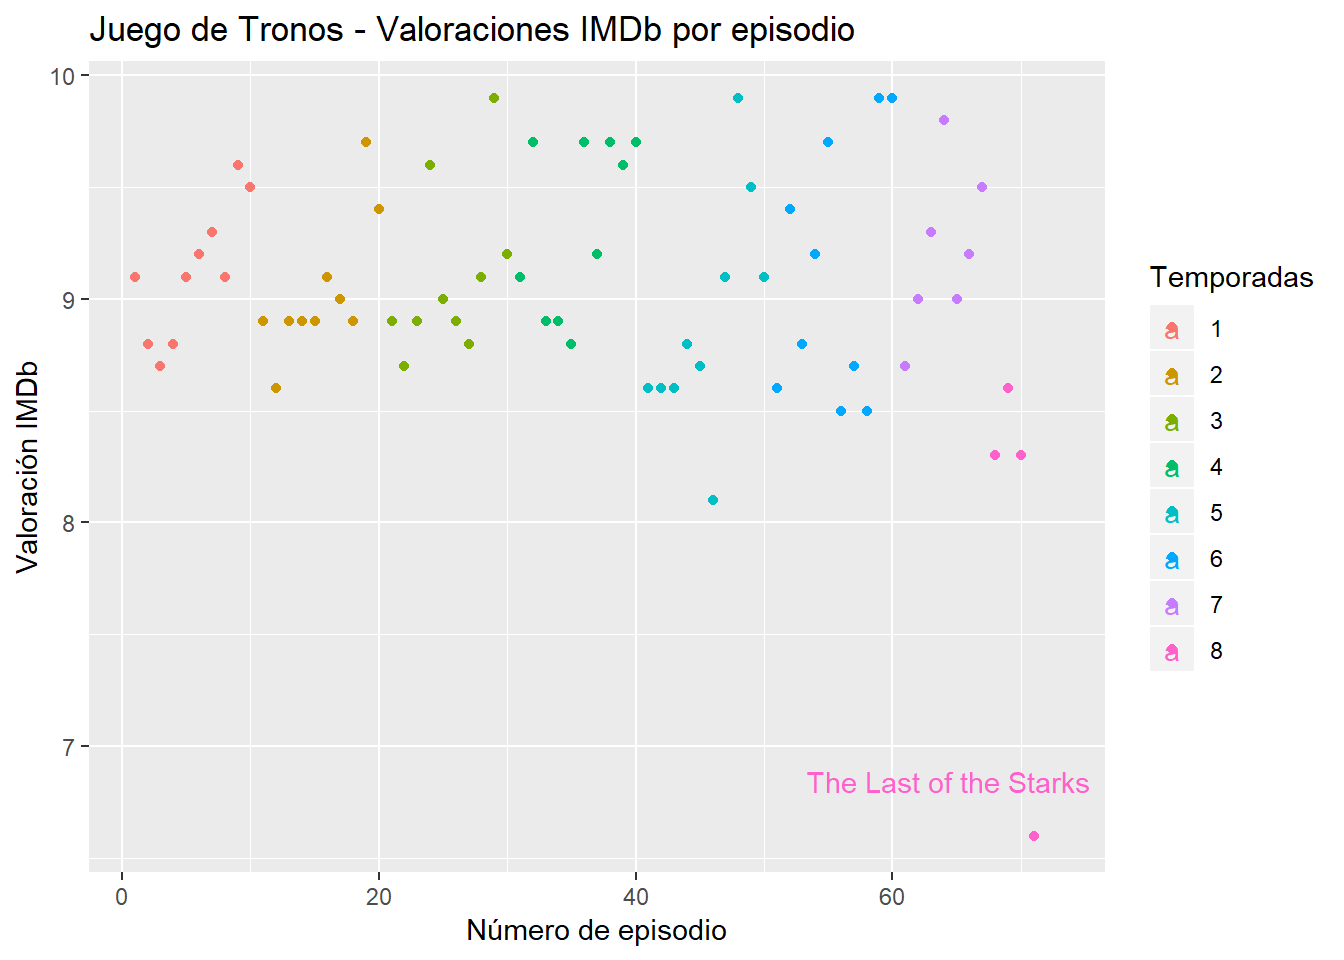 Juego de Tronos - Valoraciones IMDb por episodio
10
9
8
7
Valoración IMDb
The Last of the Starks
0 20 40 60
Número de episodio
Temporadas
a 1
a 2
a 3
a 4
a 5
a 6
a 7
a 8